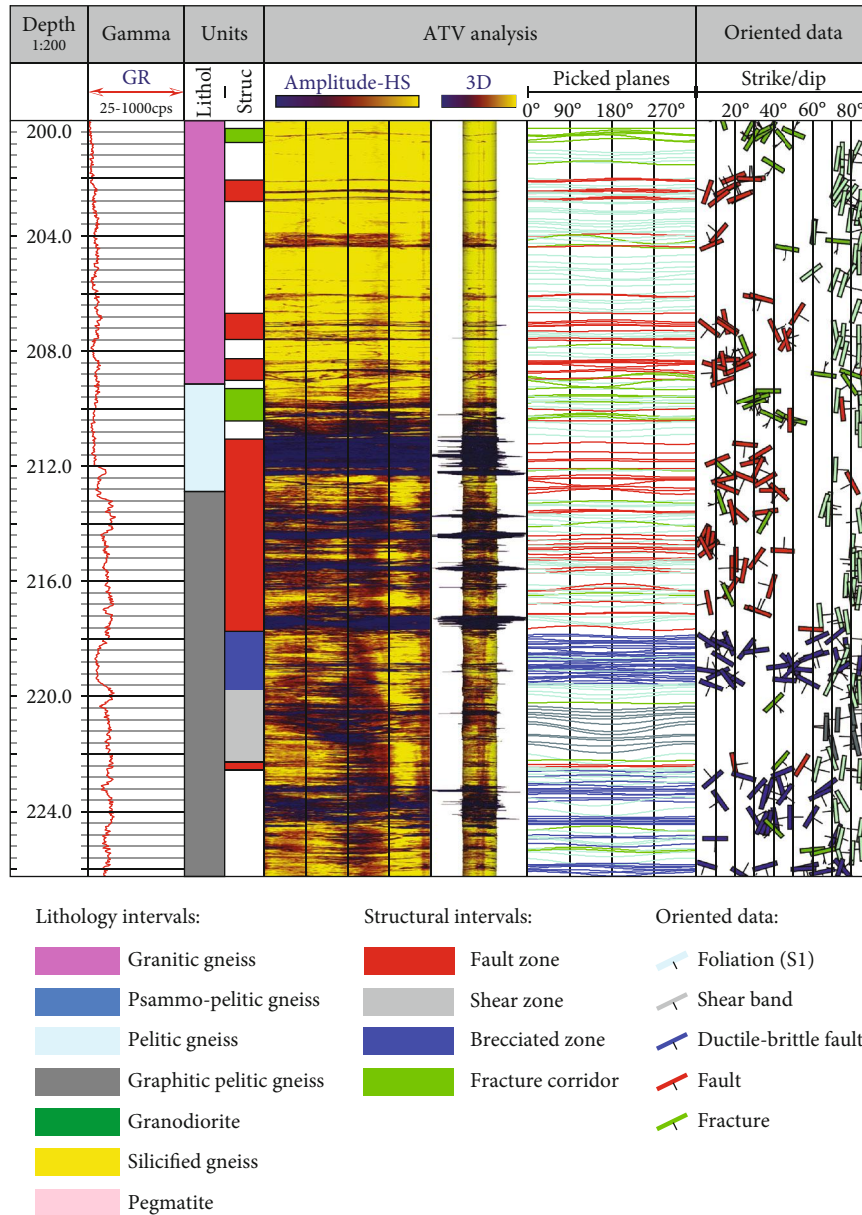 Depth 1:200 Gamma Units ATV analysis Oriented data
GR 25-1000cps Lithol Struc Amplitude-HS 3D Picked planes Strike/dip
0° 90° 180° 270° 20° 40° 60° 80°
200.0
204.0
208.0
212.0
216.0
220.0
224.0
Lithology intervals:
Granitic gneiss
Psammo-pelitic gneiss
Pelitic gneiss
Graphitic pelitic gneiss
Granodiorite
Silicified gneiss
Pegmatite
Structural intervals:
Fault zone
Shear zone
Brecciated zone
Fracture corridor
Oriented data:
Foliation (S1)
Shear band
Ductile-brittle fault
Fault
Fracture